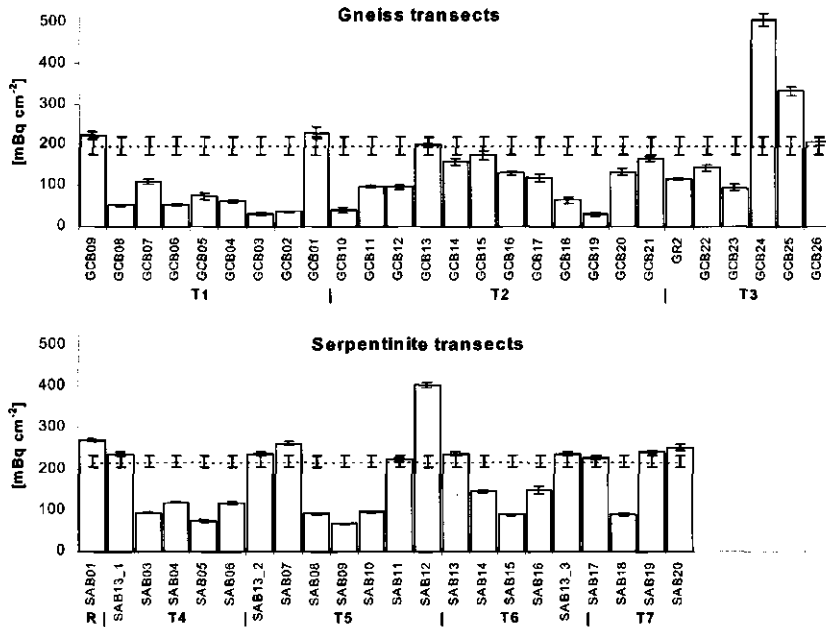 Gneiss transects
[mBq cm-2]
500
400
300
200
100
0
GCB09
GCB08
GCB07
GCB06
GCB05
GCB04
GCB03
GCB02
GCB01
GCB10
GCB11
GCB12
GCB13
GCB14
GCB15
GCB16
GCB17
GCB18
GCB19
GCB20
GCB21
GR2
GCB22
GCB23
GCB24
GCB25
GCB26
T1 | T2 | T3
Serpentinite transects
[mBq cm-2]
500
400
300
200
100
0
SAB01
SAB13_1
SAB03
SAB04
SAB05
SAB06
SAB13_2
SAB07
SAB08
SAB09
SAB10
SAB11
SAB12
SAB13
SAB14
SAB15
SAB16
SAB13_3
SAB17
SAB18
SAB19
SAB20
R | T4 | T5 | T6 | T7